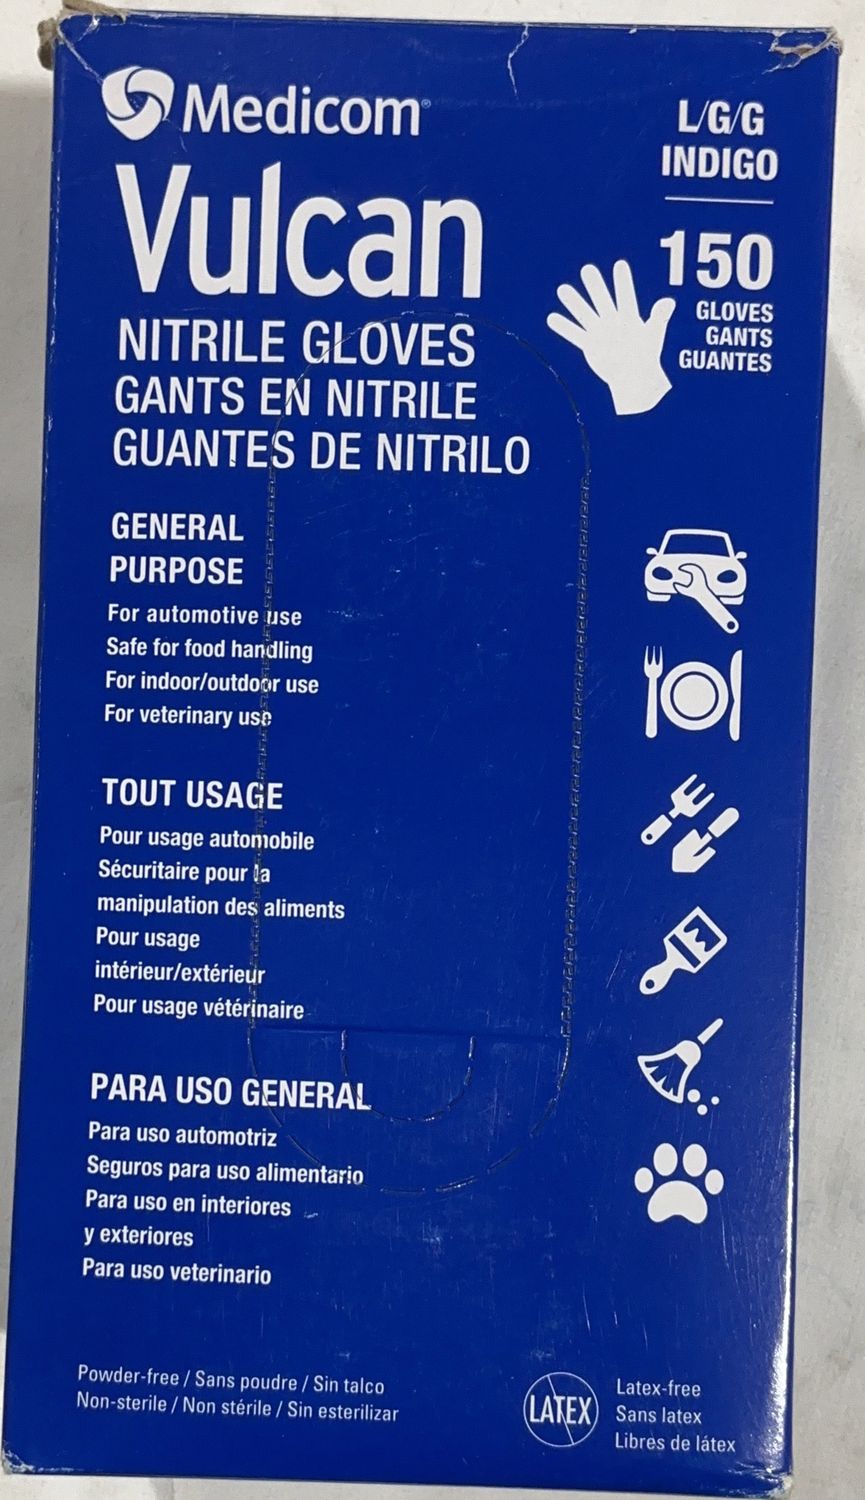 Medicom®
Vulcan
NITRILE GLOVES
GANTS EN NITRILE
GUANTES DE NITRILO
L/G/G
INDIGO
150
GLOVES
GANTS
GUANTES
GENERAL
PURPOSE
For automotive use
Safe for food handling
For indoor/outdoor use
For veterinary use
TOUT USAGE
Pour usage automobile
Sécuritaire pour la
manipulation des aliments
Pour usage
intérieur/extérieur
Pour usage vétérinaire
PARA USO GENERAL
Para uso automotriz
Seguros para uso alimentario
Para uso en interiores
y exteriores
Para uso veterinario
Powder-free / Sans poudre / Sin talco
Non-sterile / Non stérile / Sin esterilizar
LATEX
Latex-free
Sans latex
Libres de látex